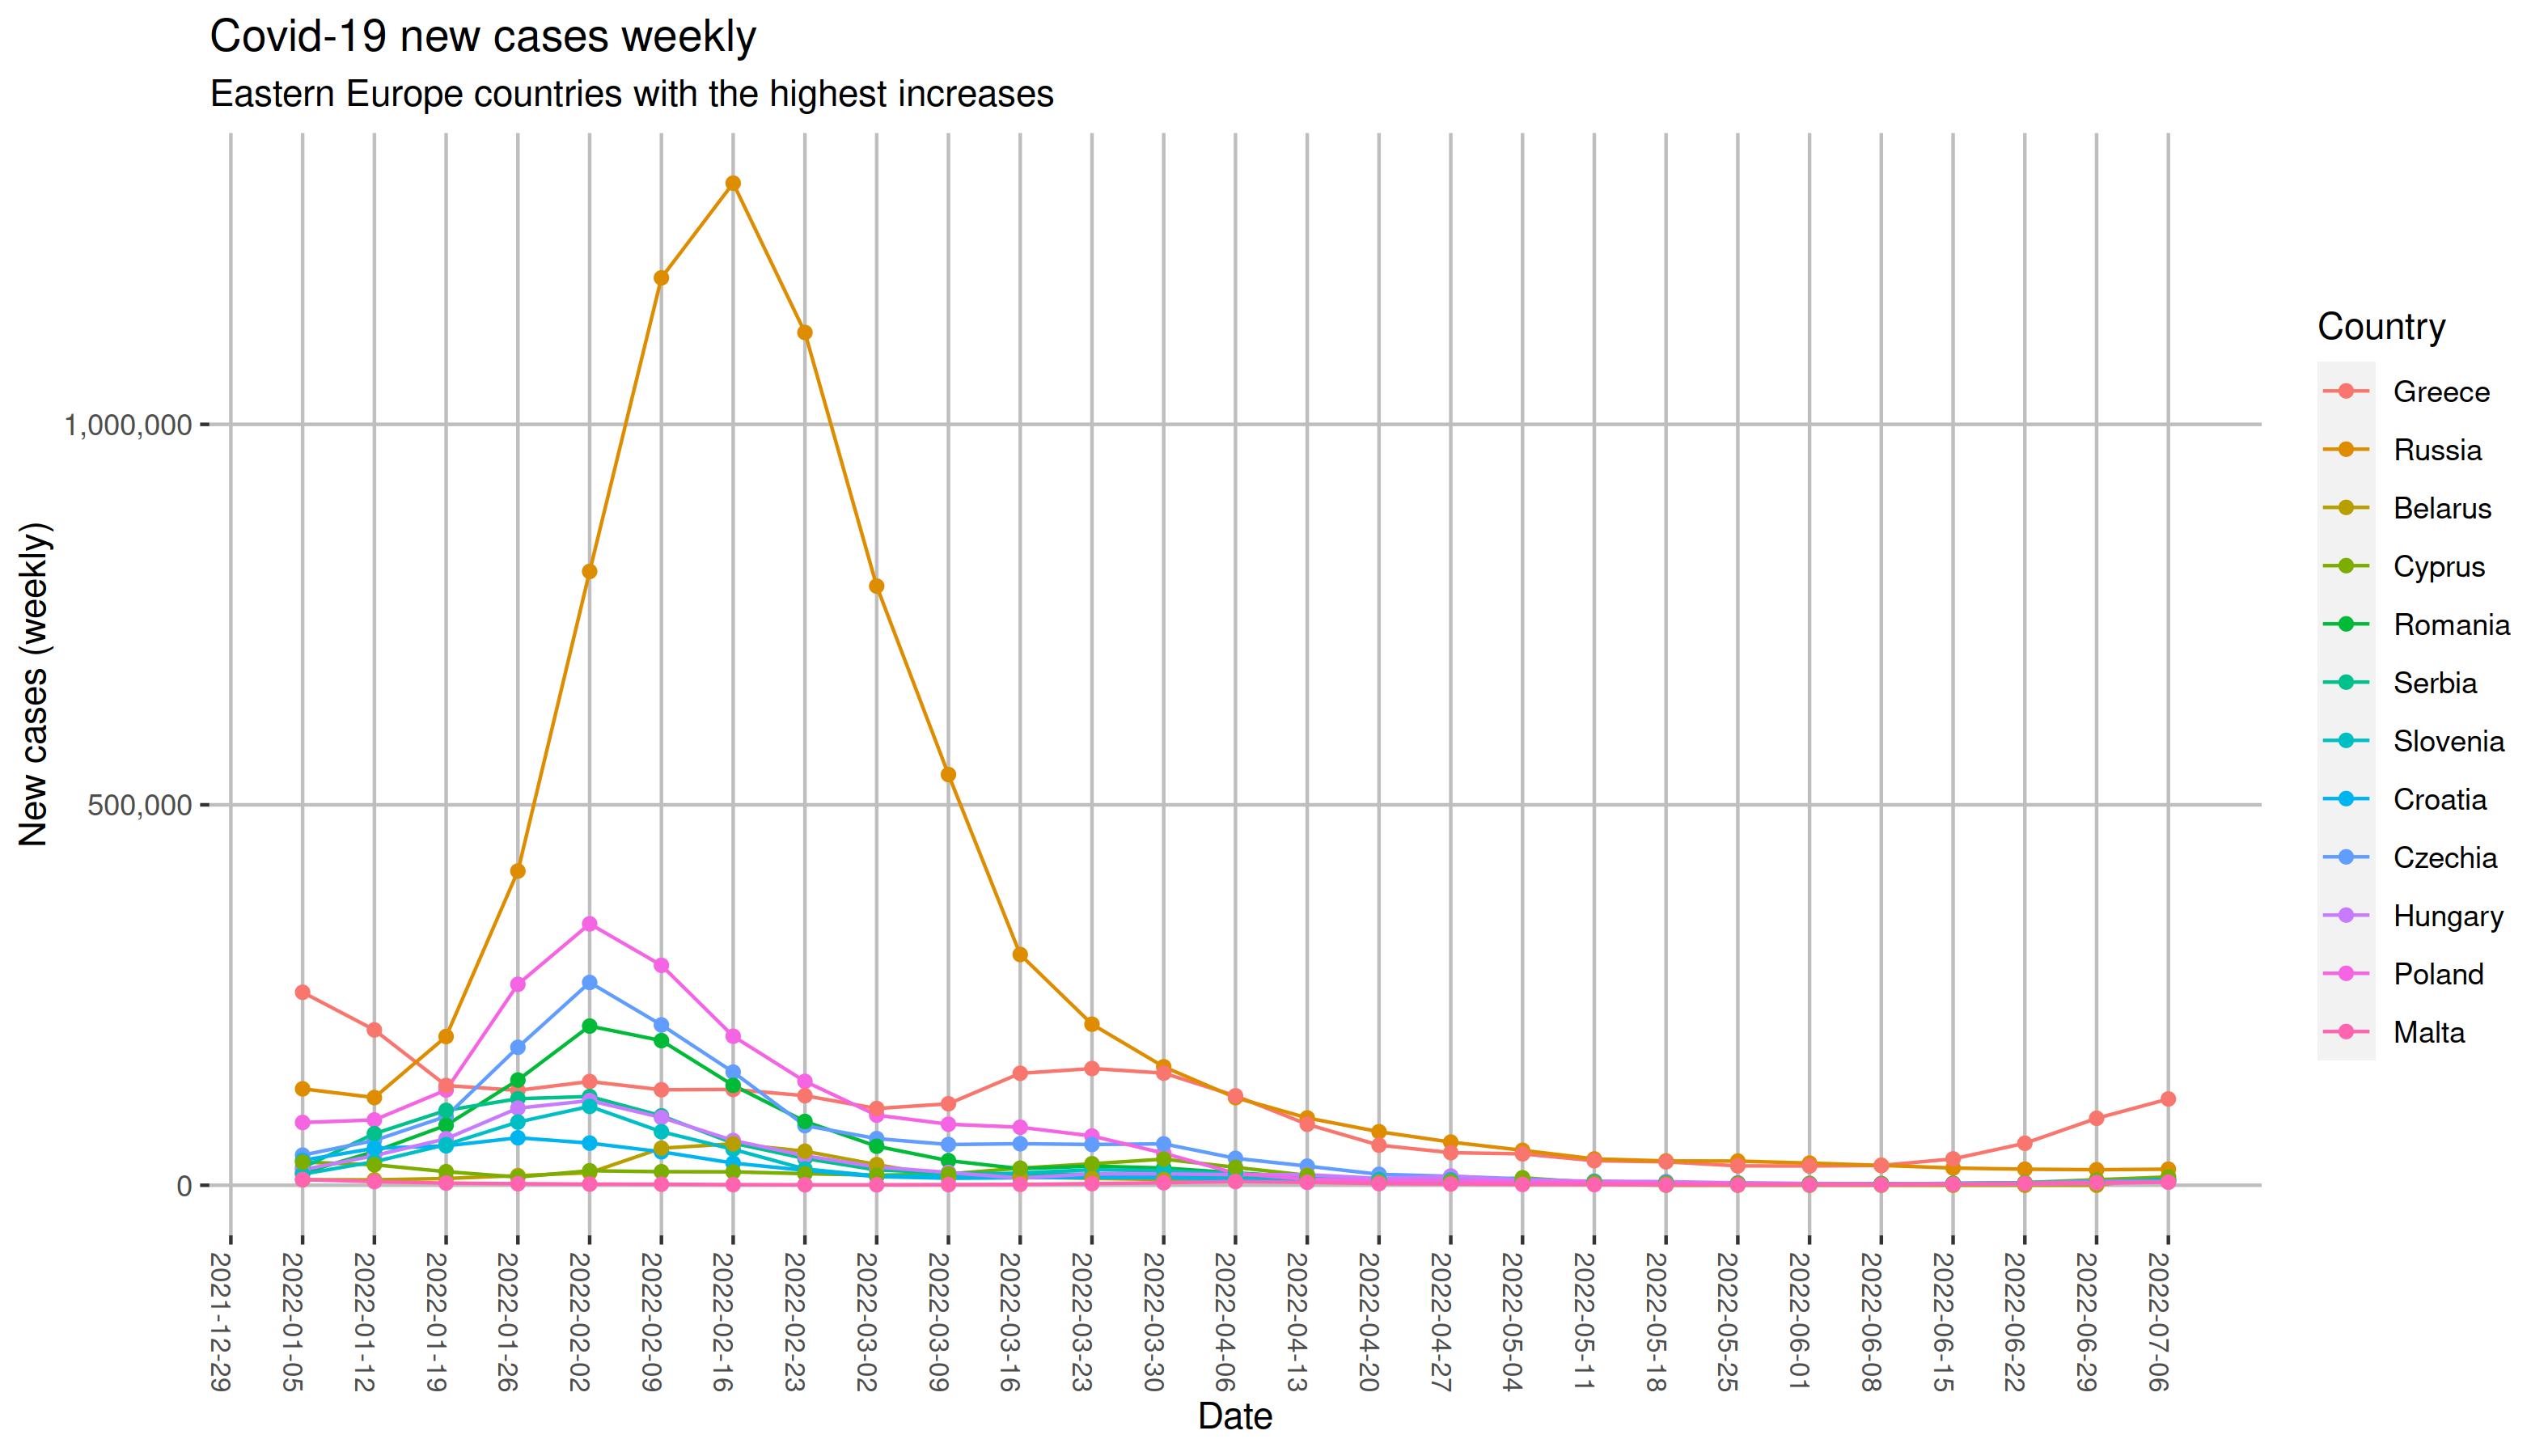 Covid-19 new cases weekly
Eastern Europe countries with the highest increases
New cases (weekly)
1,000,000
500,000
0
2021-12-29
2022-01-05
2022-01-12
2022-01-19
2022-01-26
2022-02-02
2022-02-09
2022-02-16
2022-02-23
2022-03-02
2022-03-09
2022-03-16
2022-03-23
2022-03-30
2022-04-06
2022-04-13
2022-04-20
2022-04-27
2022-05-04
2022-05-11
2022-05-18
2022-05-25
2022-06-01
2022-06-08
2022-06-15
2022-06-22
2022-06-29
2022-07-06
Date
Country
Greece
Russia
Belarus
Cyprus
Romania
Serbia
Slovenia
Croatia
Czechia
Hungary
Poland
Malta